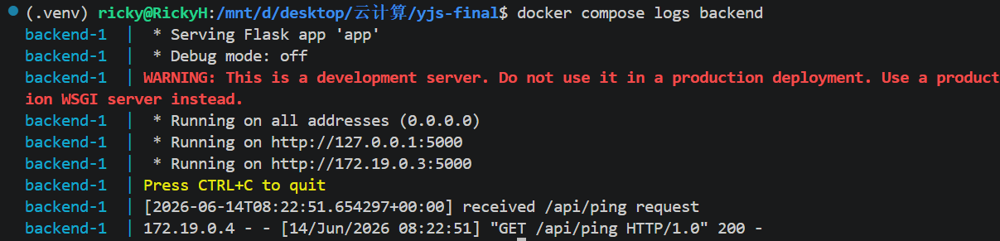 (.venv) ricky@RickyH:/mnt/d/desktop/云计算/yjs-final$ docker compose logs backend
backend-1  |  * Serving Flask app 'app'
backend-1  |  * Debug mode: off
backend-1  | WARNING: This is a development server. Do not use it in a production deployment. Use a product
ion WSGI server instead.
backend-1  |  * Running on all addresses (0.0.0.0)
backend-1  |  * Running on http://127.0.0.1:5000
backend-1  |  * Running on http://172.19.0.3:5000
backend-1  | Press CTRL+C to quit
backend-1  | [2026-06-14T08:22:51.654297+00:00] received /api/ping request
backend-1  | 172.19.0.4 - - [14/Jun/2026 08:22:51] "GET /api/ping HTTP/1.0" 200 -